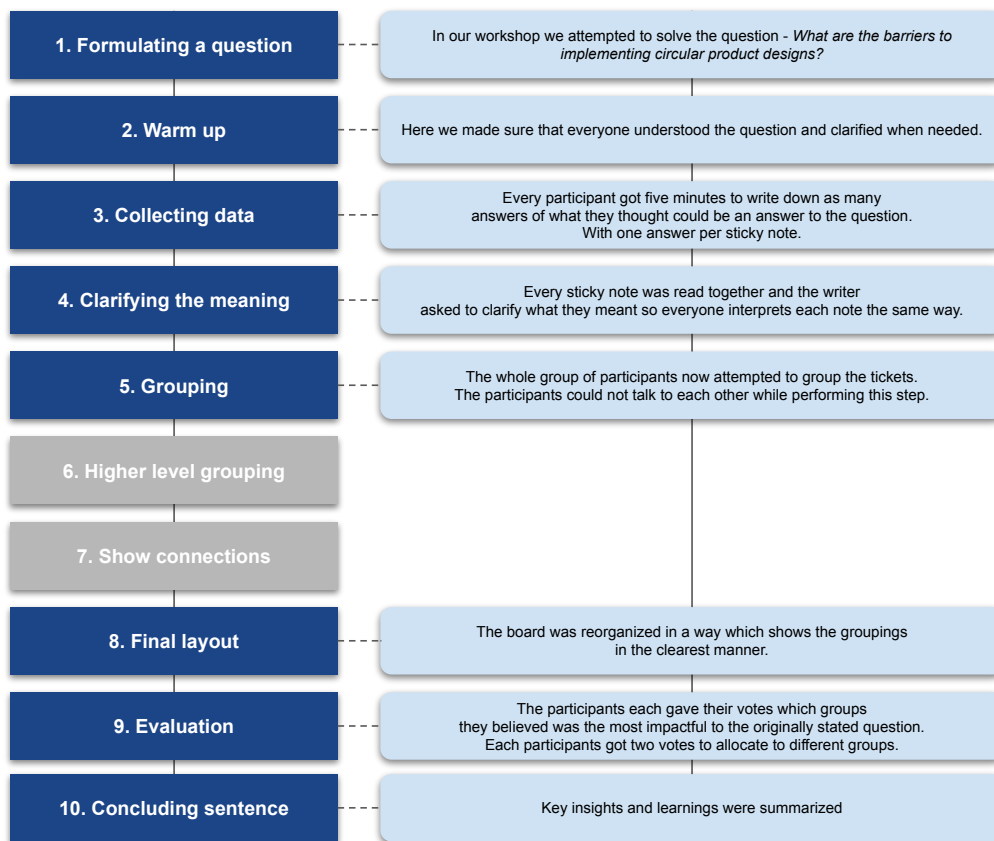 1. Formulating a question
In our workshop we attempted to solve the question - What are the barriers to
implementing circular product designs?
2. Warm up
Here we made sure that everyone understood the question and clarified when needed.
3. Collecting data
Every participant got five minutes to write down as many
answers of what they thought could be an answer to the question.
With one answer per sticky note.
4. Clarifying the meaning
Every sticky note was read together and the writer
asked to clarify what they meant so everyone interprets each note the same way.
5. Grouping
The whole group of participants now attempted to group the tickets.
The participants could not talk to each other while performing this step.
6. Higher level grouping
7. Show connections
8. Final layout
The board was reorganized in a way which shows the groupings
in the clearest manner.
9. Evaluation
The participants each gave their votes which groups
they believed was the most impactful to the originally stated question.
Each participants got two votes to allocate to different groups.
10. Concluding sentence
Key insights and learnings were summarized